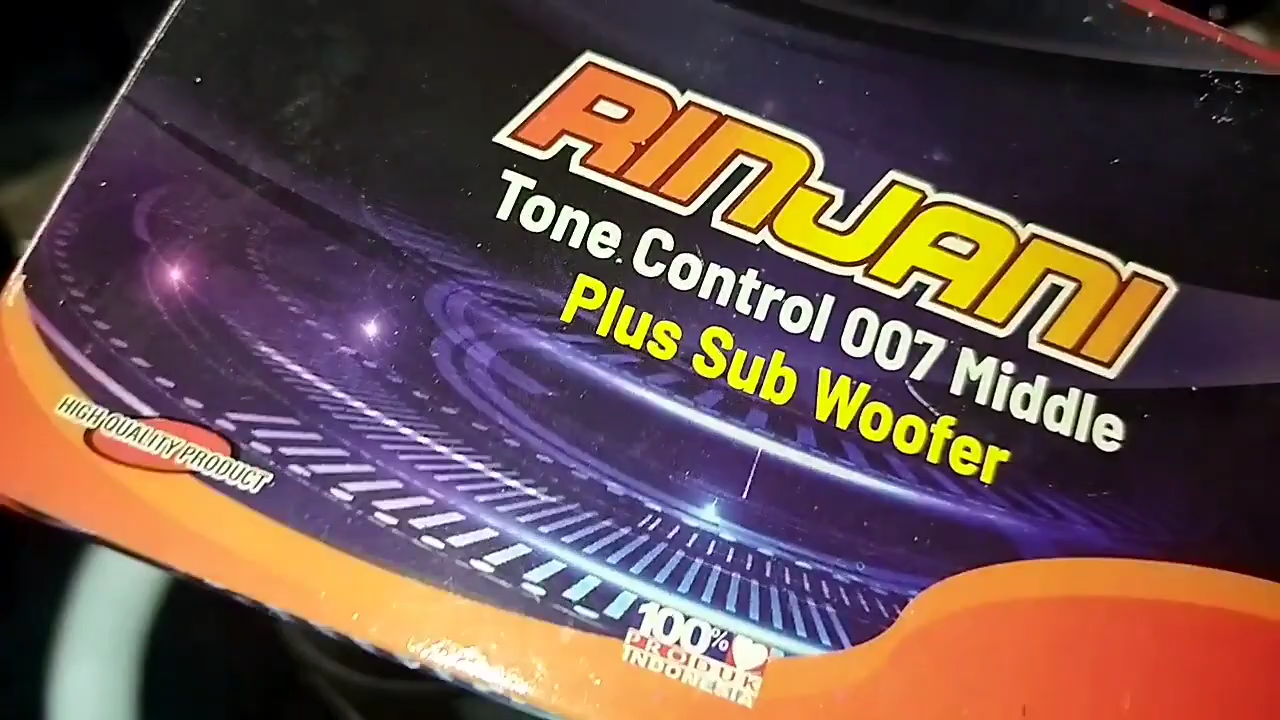 RINJANI
Tone Control 007 Middle
Plus Sub Woofer
HIGH QUALITY PRODUCT
100%
PRODUK
INDONESIA